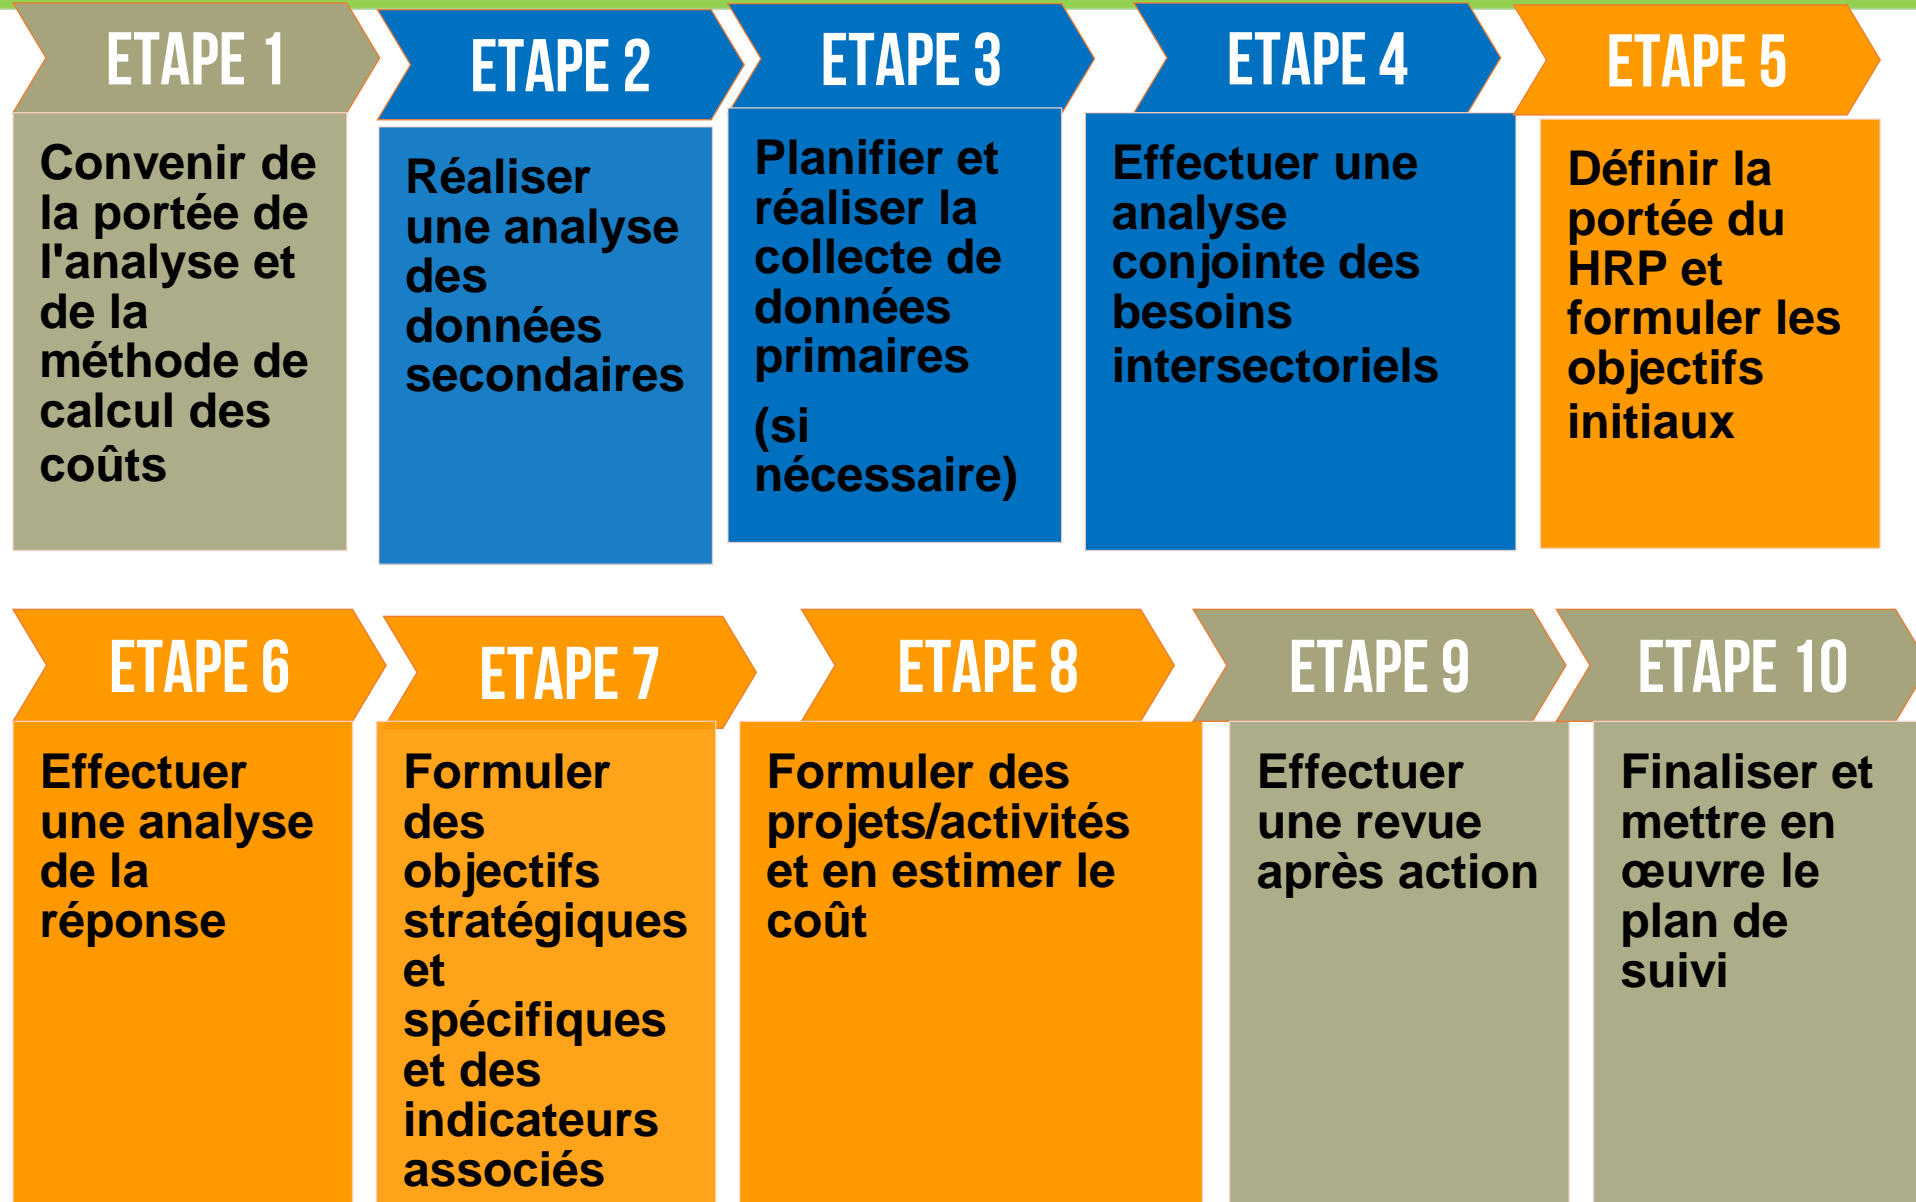 ETAPE 1
Convenir de
la portée de
l'analyse et
de la
méthode de
calcul des
coûts
ETAPE 2
Réaliser
une analyse
des
données
secondaires
ETAPE 3
Planifier et
réaliser la
collecte de
données
primaires
(si
nécessaire)
ETAPE 4
Effectuer une
analyse
conjointe des
besoins
intersectoriels
ETAPE 5
Définir la
portée du
HRP et
formuler les
objectifs
initiaux
ETAPE 6
Effectuer
une analyse
de la
réponse
ETAPE 7
Formuler
des
objectifs
stratégiques
et
spécifiques
et des
indicateurs
associés
ETAPE 8
Formuler des
projets/activités
et en estimer le
coût
ETAPE 9
Effectuer
une revue
après action
ETAPE 10
Finaliser et
mettre en
œuvre le
plan de
suivi